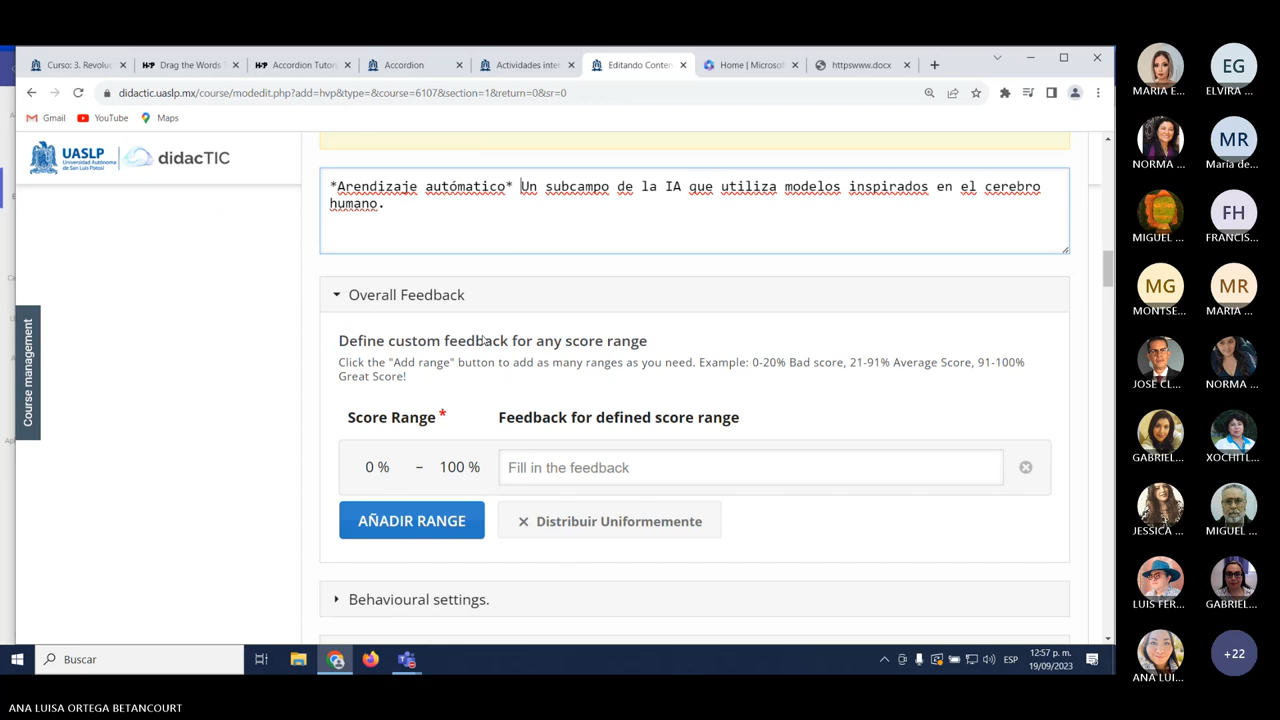 Curso: 3. Revolu
Drag the Words
Accordion Tutor
Accordion
Actividades inte
Editando Conten
Home | Microsof
httpswww.docx
didactic.uaslp.mx/course/modedit.php?add=hvp&type=&course=6107&section=1&return=0&sr=0
Gmail
YouTube
Maps
UASLP
Universidad Autónoma
de San Luis Potosí
didacTIC
*Arendizaje autómatico* Un subcampo de la IA que utiliza modelos inspirados en el cerebro
humano.
Overall Feedback
Define custom feedback for any score range
Click the "Add range" button to add as many ranges as you need. Example: 0-20% Bad score, 21-91% Average Score, 91-100%
Great Score!
Score Range *
Feedback for defined score range
0 % – 100 %
Fill in the feedback
AÑADIR RANGE
Distribuir Uniformemente
Behavioural settings.
Course management
Buscar
ESP
12:57 p. m.
19/09/2023
MARIA E...
EG
ELVIRA ...
NORMA ...
MR
María de...
MIGUEL ...
FH
FRANCIS...
MG
MONTSE...
MR
MARIA ...
JOSE CL...
NORMA ...
GABRIEL...
XOCHITL...
JESSICA ...
MIGUEL ...
LUIS FER...
GABRIEL...
ANA LUI...
+22
ANA LUISA ORTEGA BETANCOURT